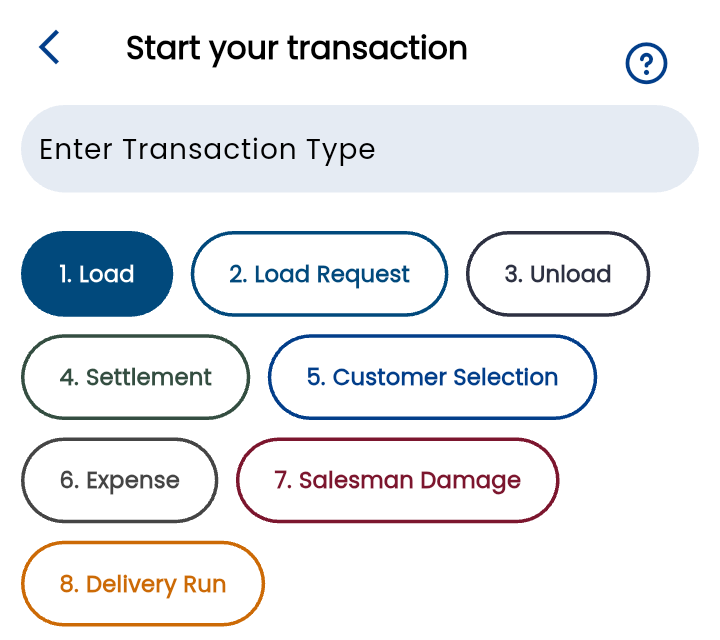 Start your transaction
?
Enter Transaction Type
1. Load
2. Load Request
3. Unload
4. Settlement
5. Customer Selection
6. Expense
7. Salesman Damage
8. Delivery Run